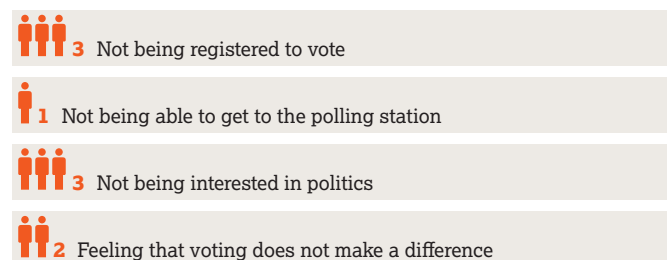 3 Not being registered to vote
1 Not being able to get to the polling station
3 Not being interested in politics
2 Feeling that voting does not make a difference